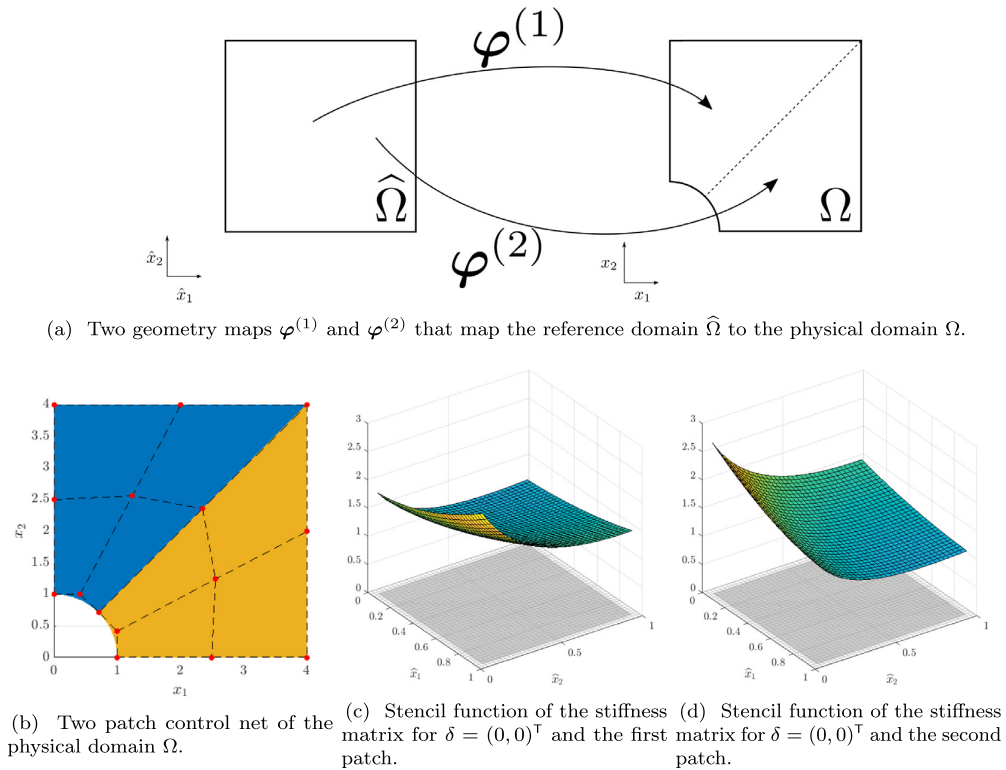 φ(1)
Ω̂
Ω
φ(2)
x̂2
x̂1
x2
x1
(a) Two geometry maps φ(1) and φ(2) that map the reference domain Ω̂ to the physical domain Ω.
4
3.5
3
2.5
2
1.5
1
0.5
0
x2
0
1
2
3
4
x1
(b) Two patch control net of the
physical domain Ω.
3
2.5
2
1.5
1
0.5
0
0
0.2
0.4
0.6
0.8
1
x̂1
0
0.5
1
x̂2
(c) Stencil function of the stiffness
matrix for δ = (0, 0)ᵀ and the first
patch.
3
2.5
2
1.5
1
0.5
0
0
0.2
0.4
0.6
0.8
1
x̂1
0
0.5
1
x̂2
(d) Stencil function of the stiffness
matrix for δ = (0, 0)ᵀ and the second
patch.